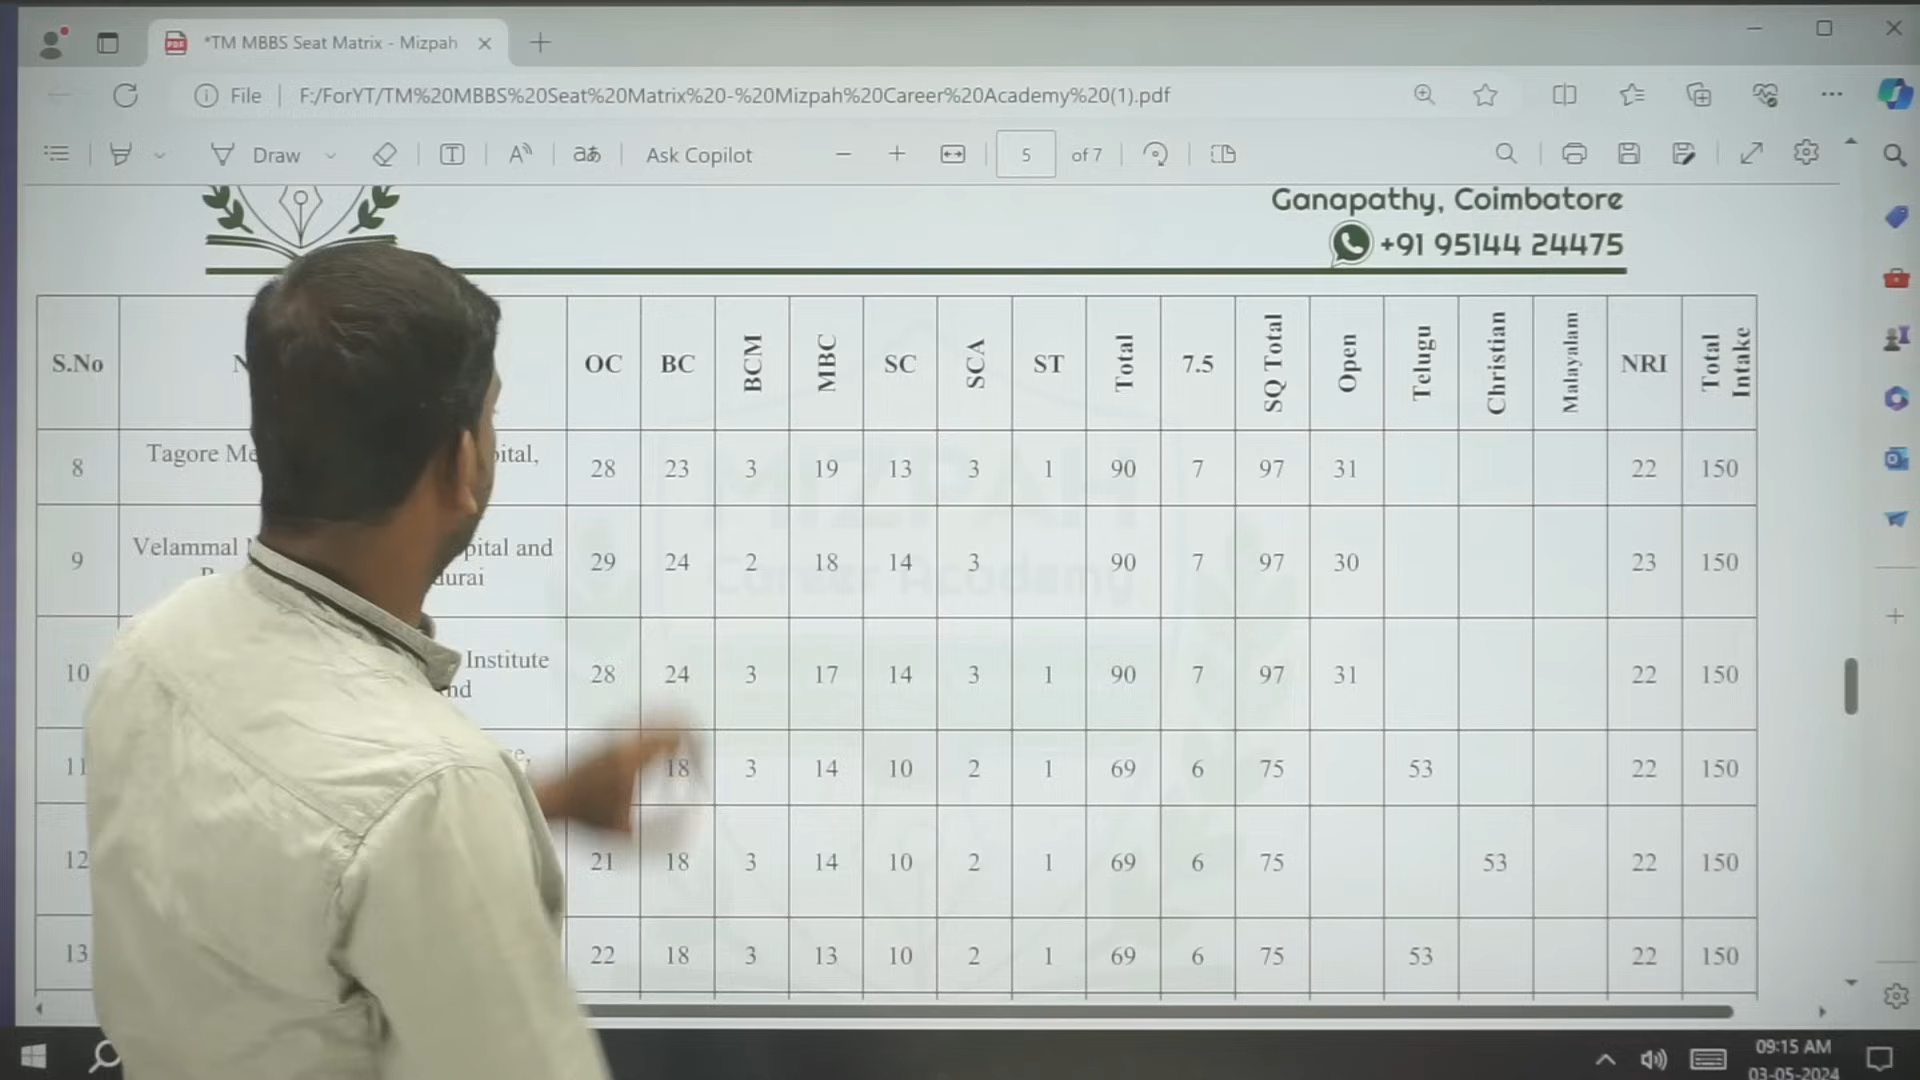 *TM MBBS Seat Matrix - Mizpah
File F:/ForYT/TM%20MBBS%20Seat%20Matrix%20-%20Mizpah%20Career%20Academy%20(1).pdf
Draw aあ Ask Copilot 5 of 7
Ganapathy, Coimbatore
+91 95144 24475
S.No OC BC BCM MBC SC SCA ST Total 7.5 SQ Total Open Telugu Christian Malayalam NRI Total Intake
8 Tagore 28 23 3 19 13 3 1 90 7 97 31 22 150
9 Velammal and 29 24 2 18 14 3 90 7 97 30 23 150
10 Institute 28 24 3 17 14 3 1 90 7 97 31 22 150
11 18 3 14 10 2 1 69 6 75 53 22 150
12 21 18 3 14 10 2 1 69 6 75 53 22 150
13 22 18 3 13 10 2 1 69 6 75 53 22 150
MIZPAH
Career Academy
09:15 AM
03-05-2024